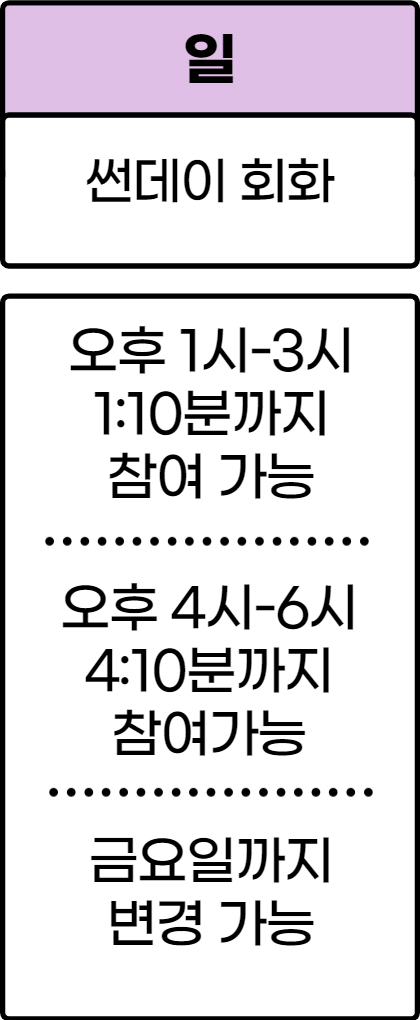 일
썬데이 회화
오후 1시-3시
1:10분까지
참여 가능
오후 4시-6시
4:10분까지
참여가능
금요일까지
변경 가능